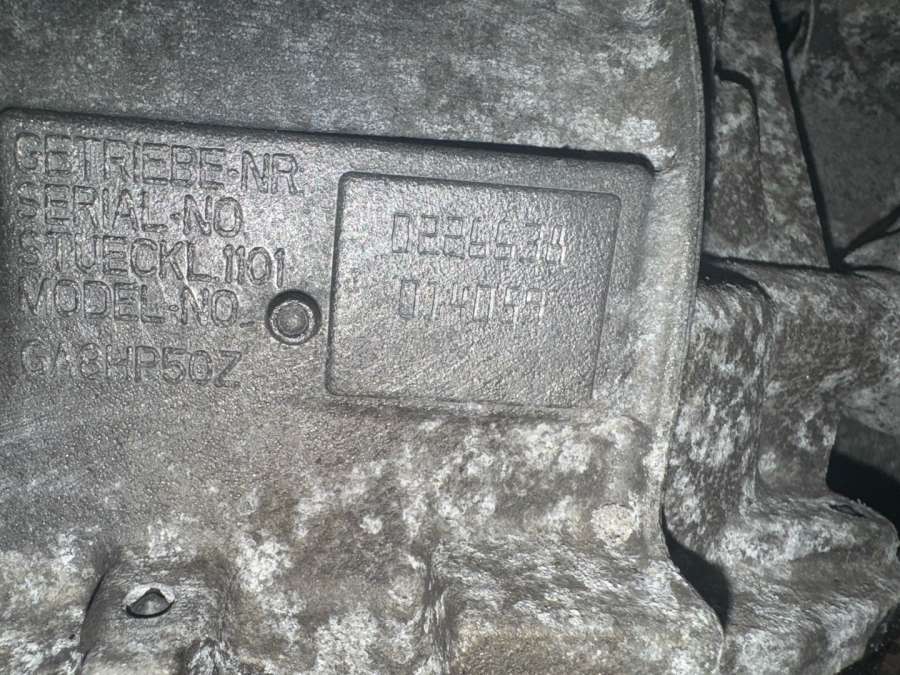 GETRIEBE-NR
SERIAL-NO.
STUECKL.1101
MODEL-NO.
GA8HP50Z